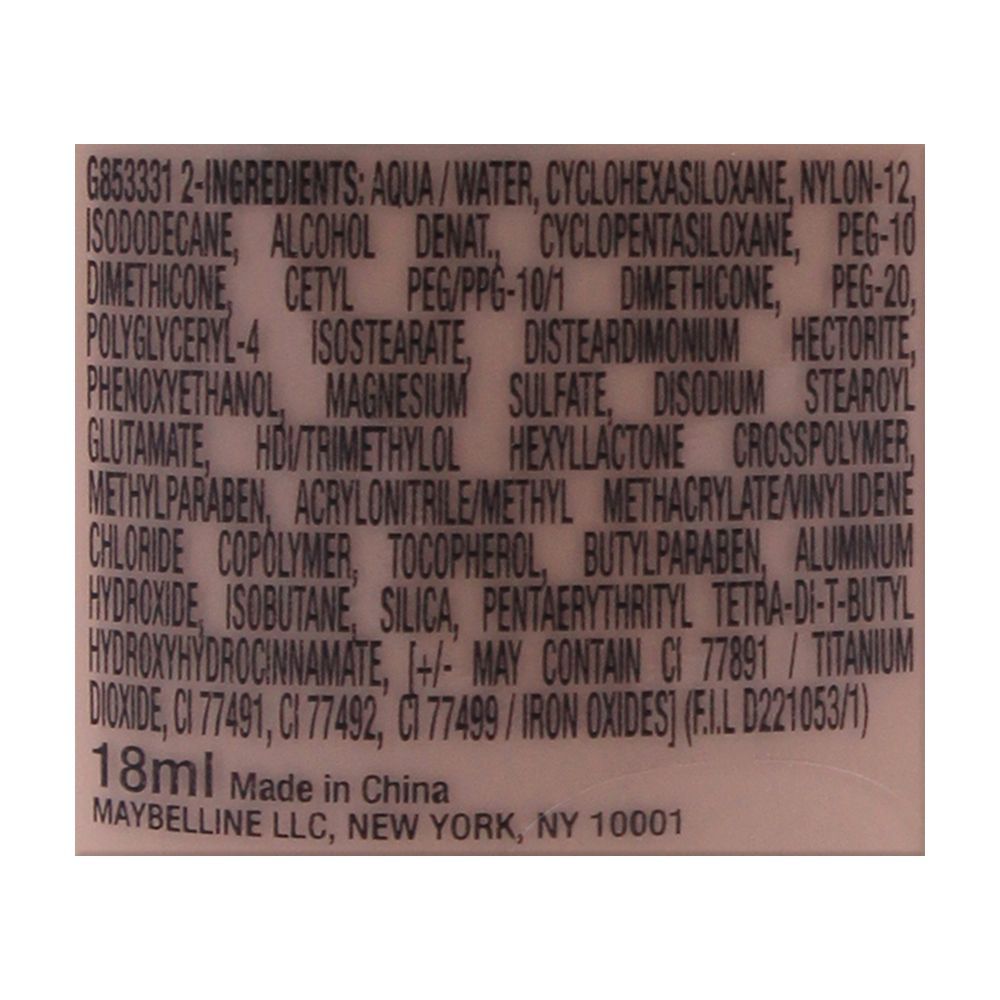 G853331 2-INGREDIENTS: AQUA / WATER, CYCLOHEXASILOXANE, NYLON-12,
ISODODECANE, ALCOHOL DENAT., CYCLOPENTASILOXANE, PEG-10
DIMETHICONE, CETYL PEG/PPG-10/1 DIMETHICONE, PEG-20,
POLYGLYCERYL-4 ISOSTEARATE, DISTEARDIMONIUM HECTORITE,
PHENOXYETHANOL, MAGNESIUM SULFATE, DISODIUM STEAROYL
GLUTAMATE, HDI/TRIMETHYLOL HEXYLLACTONE CROSSPOLYMER,
METHYLPARABEN, ACRYLONITRILE/METHYL METHACRYLATE/VINYLIDENE
CHLORIDE COPOLYMER, TOCOPHEROL, BUTYLPARABEN, ALUMINUM
HYDROXIDE, ISOBUTANE, SILICA, PENTAERYTHRITYL TETRA-DI-T-BUTYL
HYDROXYHYDROCINNAMATE, [+/- MAY CONTAIN CI 77891 / TITANIUM
DIOXIDE, CI 77491, CI 77492, CI 77499 / IRON OXIDES] (F.I.L D221053/1)
18ml Made in China
MAYBELLINE LLC, NEW YORK, NY 10001